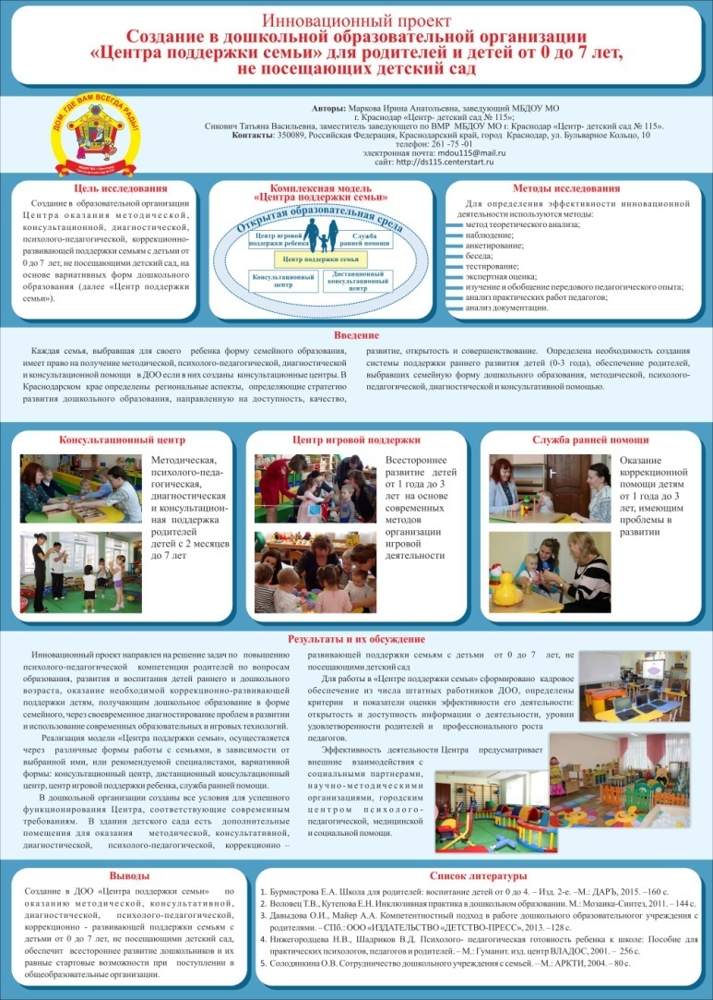 Инновационный проект
Создание в дошкольной образовательной организации
«Центра поддержки семьи» для родителей и детей от 0 до 7 лет,
не посещающих детский сад
ДОМ, ГДЕ ВАМ ВСЕГДА РАДЫ!
Авторы: Маркова Ирина Анатольевна, заведующий МБДОУ МО
г. Краснодар «Центр- детский сад № 115»;
Сикович Татьяна Васильевна, заместитель заведующего по ВМР МБДОУ МО г. Краснодар «Центр- детский сад № 115».
Контакты: 350089, Российская Федерация, Краснодарский край, город Краснодар, ул. Бульварное Кольцо, 10
телефон: 261 -75 -01
электронная почта: mdou115@mail.ru
сайт: http://ds115.centerstart.ru
Цель исследования
Создание в образовательной организации
Центра оказания методической,
консультационной, диагностической,
психолого-педагогической, коррекционно-
развивающей поддержки семьям с детьми от
0 до 7 лет, не посещающих детский сад, на
основе вариативных форм дошкольного
образования (далее «Центр поддержки
семьи»).
Комплексная модель
«Центра поддержки семьи»
Открытая образовательная среда
Центр игровой
поддержки ребенка
Служба
ранней помощи
Центр поддержки семьи
Консультационный
центр
Дистанционный
консультационный
центр
Методы исследования
Для определения эффективности инновационной
деятельности используются методы:
метод теоретического анализа;
наблюдение;
анкетирование;
беседа;
тестирование;
экспертная оценка;
изучение и обобщение передового педагогического опыта;
анализ практических работ педагогов;
анализ документации.
Введение
Каждая семья, выбравшая для своего ребенка форму семейного образования,
имеет право на получение методической, психолого-педагогической, диагностической
и консультационной помощи в ДОО если в них созданы консультационные центры. В
Краснодарском крае определены региональные аспекты, определяющие стратегию
развития дошкольного образования, направленную на доступность, качество,
развитие, открытость и совершенствование. Определена необходимость создания
системы поддержки раннего развития детей (0-3 года), обеспечение родителей,
выбравших семейную форму дошкольного образования, методической, психолого-
педагогической, диагностической и консультативной помощью.
Консультационный центр
Методическая,
психолого-педа-
гогическая,
диагностическая
и консультацион-
ная поддержка
родителей
детей с 2 месяцев
до 7 лет
Центр игровой поддержки
Всестороннее
развитие детей
от 1 года до 3
лет на основе
современных
методов
организации
игровой
деятельности
Служба ранней помощи
Оказание
коррекционной
помощи детям
от 1 года до 3
лет, имеющим
проблемы в
развитии
Результаты и их обсуждение
Инновационный проект направлен на решение задач по повышению
психолого-педагогической компетенции родителей по вопросам
образования, развития и воспитания детей раннего и дошкольного
возраста, оказание необходимой коррекционно-развивающей
поддержки детям, получающим дошкольное образование в форме
семейного, через своевременное диагностирование проблем в развитии
и использование современных образовательных и игровых технологий.
Реализация модели «Центра поддержки семьи», осуществляется
через различные формы работы с семьями, в зависимости от
выбранной ими, или рекомендуемой специалистами, вариативной
формы: консультационный центр, дистанционный консультационный
центр, центр игровой поддержки ребенка, служба ранней помощи.
В дошкольной организации созданы все условия для успешного
функционирования Центра, соответствующие современным
требованиям. В здании детского сада есть дополнительные
помещения для оказания методической, консультативной,
диагностической, психолого-педагогической, коррекционно –
развивающей поддержки семьям с детьми от 0 до 7 лет, не
посещающими детский сад
Для работы в «Центре поддержки семьи» сформировано кадровое
обеспечение из числа штатных работников ДОО, определены
критерии и показатели оценки эффективности его деятельности:
открытость и доступность информации о деятельности, уровни
удовлетворенности родителей и профессионального роста
педагогов.
Эффективность деятельности Центра предусматривает
внешние взаимодействия с
социальными партнерами,
научно-методическими
организациями, городским
центром психолого-
педагогической, медицинской
и социальной помощи.
Выводы
Создание в ДОО «Центра поддержки семьи» по
оказанию методической, консультативной,
диагностической, психолого-педагогической,
коррекционно - развивающей поддержки семьям с
детьми от 0 до 7 лет, не посещающими детский сад,
обеспечит всестороннее развитие дошкольников и их
равные стартовые возможности при поступлении в
общеобразовательные организации.
Список литературы
1. Бурмистрова Е.А. Школа для родителей: воспитание детей от 0 до 4. – Изд. 2-е. –М.: ДАРЪ, 2015. –160 с.
2. Воловец Т.В., Кутепова Е.Н. Инклюзивная практика в дошкольном образовании. М.: Мозаика-Синтез, 2011. – 144 с.
3. Давыдова О.И., Майер А.А. Компетентностный подход в работе дошкольного образовательногог учреждения с
родителями. – СПб.: ООО «ИЗДАТЕЛЬСТВО «ДЕТСТВО-ПРЕСС», 2013. –128 с.
4. Нижегородцева Н.В., Шадриков В.Д. Психолого- педагогическая готовность ребенка к школе: Пособие для
практических психологов, педагогов и родителей. – М.: Гуманит. изд. центр ВЛАДОС, 2001. – 256 с.
5. Солодянкина О.В. Сотрудничество дошкольного учреждения с семьей. – М.: АРКТИ, 2004. – 80 с.